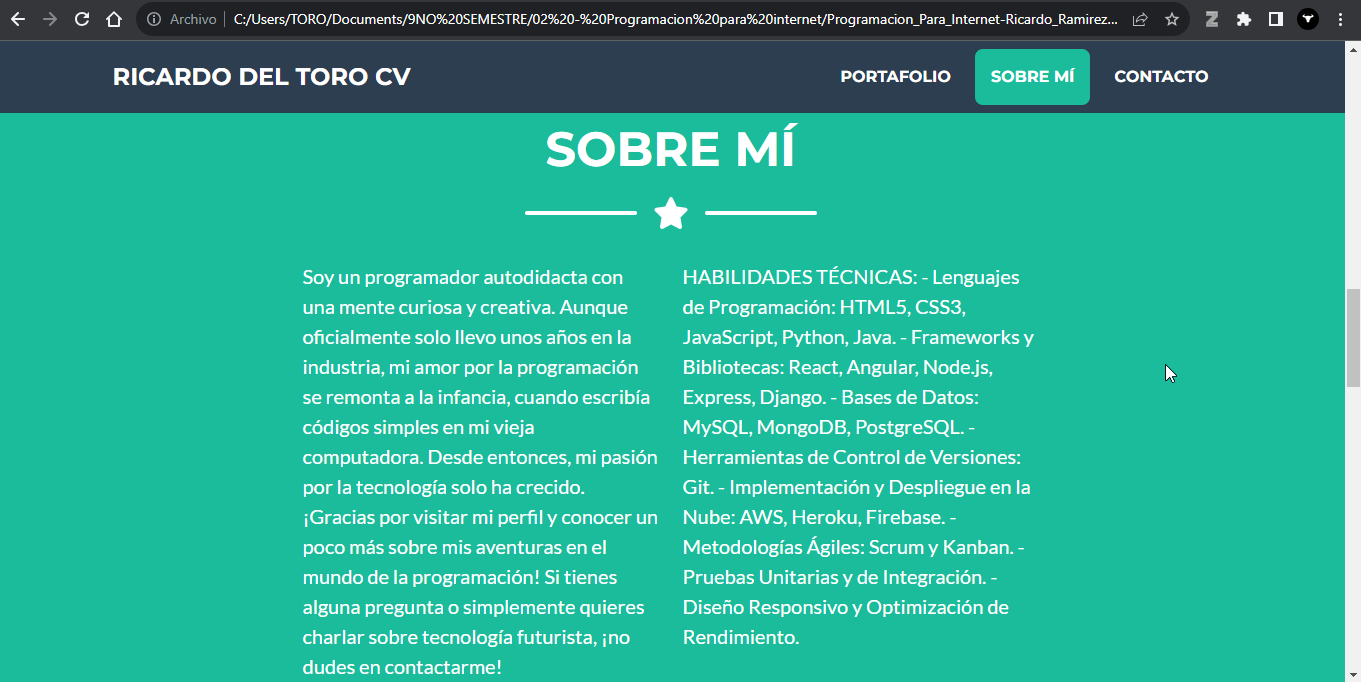 Archivo
C:/Users/TORO/Documents/9NO%20SEMESTRE/02%20-%20Programacion%20para%20internet/Programacion_Para_Internet-Ricardo_Ramirez...
RICARDO DEL TORO CV
PORTAFOLIO
SOBRE MÍ
CONTACTO
SOBRE MÍ
Soy un programador autodidacta con
una mente curiosa y creativa. Aunque
oficialmente solo llevo unos años en la
industria, mi amor por la programación
se remonta a la infancia, cuando escribía
códigos simples en mi vieja
computadora. Desde entonces, mi pasión
por la tecnología solo ha crecido.
¡Gracias por visitar mi perfil y conocer un
poco más sobre mis aventuras en el
mundo de la programación! Si tienes
alguna pregunta o simplemente quieres
charlar sobre tecnología futurista, ¡no
dudes en contactarme!
HABILIDADES TÉCNICAS: - Lenguajes
de Programación: HTML5, CSS3,
JavaScript, Python, Java. - Frameworks y
Bibliotecas: React, Angular, Node.js,
Express, Django. - Bases de Datos:
MySQL, MongoDB, PostgreSQL. -
Herramientas de Control de Versiones:
Git. - Implementación y Despliegue en la
Nube: AWS, Heroku, Firebase. -
Metodologías Ágiles: Scrum y Kanban. -
Pruebas Unitarias y de Integración. -
Diseño Responsivo y Optimización de
Rendimiento.